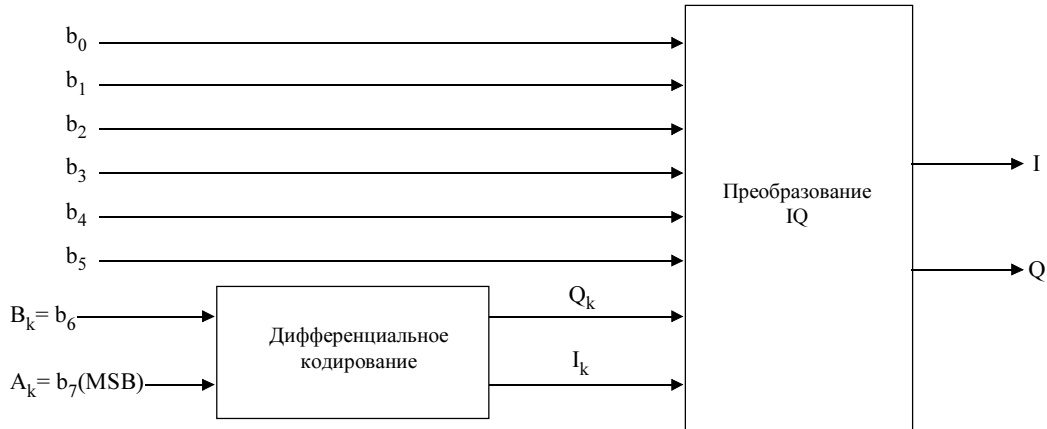 b0
b1
b2
b3
b4
b5
Bk= b6
Ak= b7(MSB)
Дифференциальное
кодирование
Qk
Ik
Преобразование
IQ
I
Q